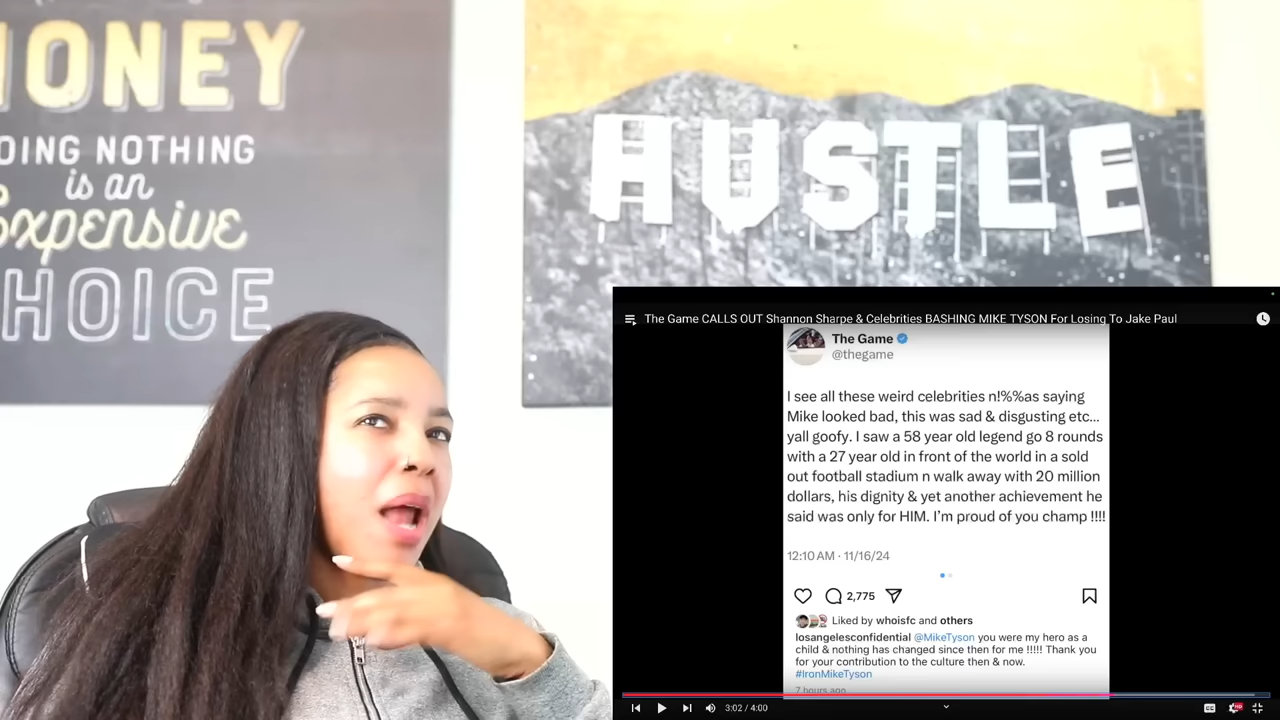 MONEY
DOING NOTHING
is an
Expensive
CHOICE
HUSTLE
The Game CALLS OUT Shannon Sharpe & Celebrities BASHING MIKE TYSON For Losing To Jake Paul
The Game
@thegame
I see all these weird celebrities n!%%as saying
Mike looked bad, this was sad & disgusting etc...
yall goofy. I saw a 58 year old legend go 8 rounds
with a 27 year old in front of the world in a sold
out football stadium n walk away with 20 million
dollars, his dignity & yet another achievement he
said was only for HIM. I'm proud of you champ !!!!
12:10 AM · 11/16/24
2,775
Liked by whoisfc and others
losangelesconfidential @MikeTyson you were my hero as a
child & nothing has changed since then for me !!!!! Thank you
for your contribution to the culture then & now.
#IronMikeTyson
7 hours ago
3:02 / 4:00
CC
HD